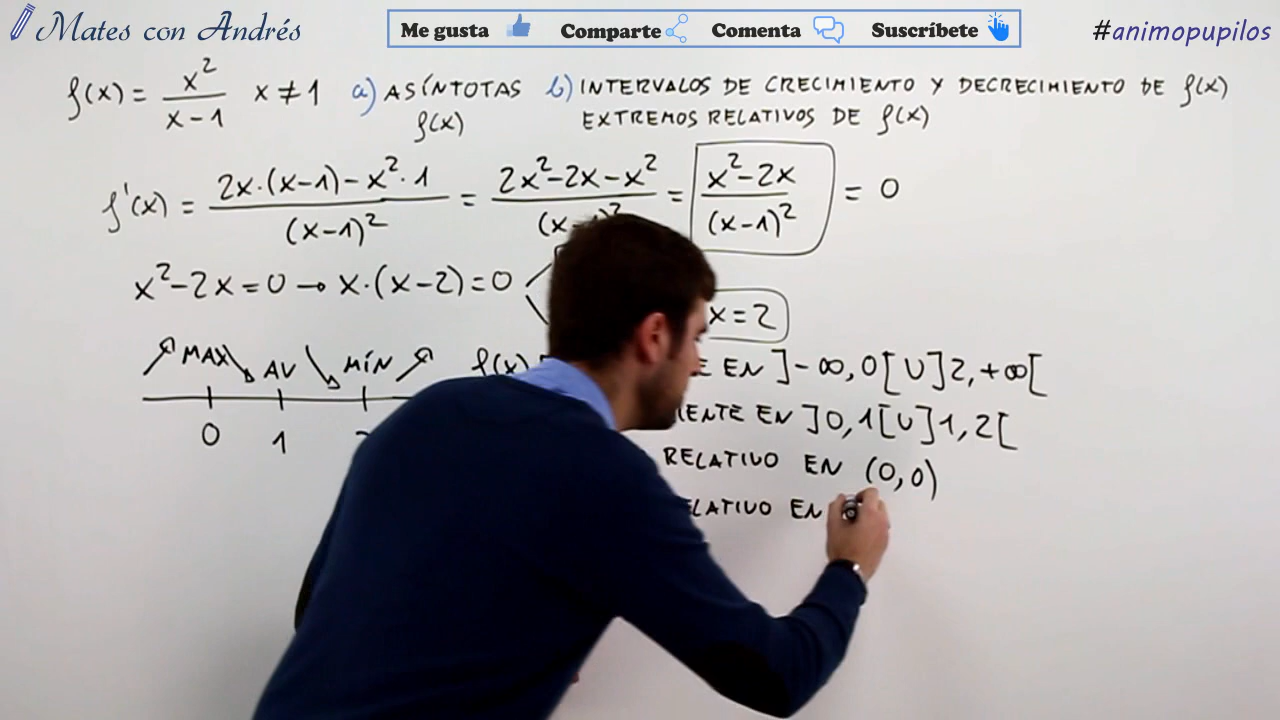 Mates con Andrés
Me gusta Comparte Comenta Suscríbete
#animopupilos
f(x) = x²/(x-1) x ≠ 1 a) ASÍNTOTAS f(x) b) INTERVALOS DE CRECIMIENTO Y DECRECIMIENTO DE f(x)
EXTREMOS RELATIVOS DE f(x)
f'(x) = (2x·(x-1) - x²·1)/(x-1)² = (2x²-2x-x²)/(x-1)² = (x²-2x)/(x-1)² = 0
x²-2x=0 → x·(x-2)=0
x=2
MAX AV MÍN f(x) EN ]-∞,0[ U ]2,+∞[
0 1 EN ]0,1[ U ]1,2[
RELATIVO EN (0,0)
EN